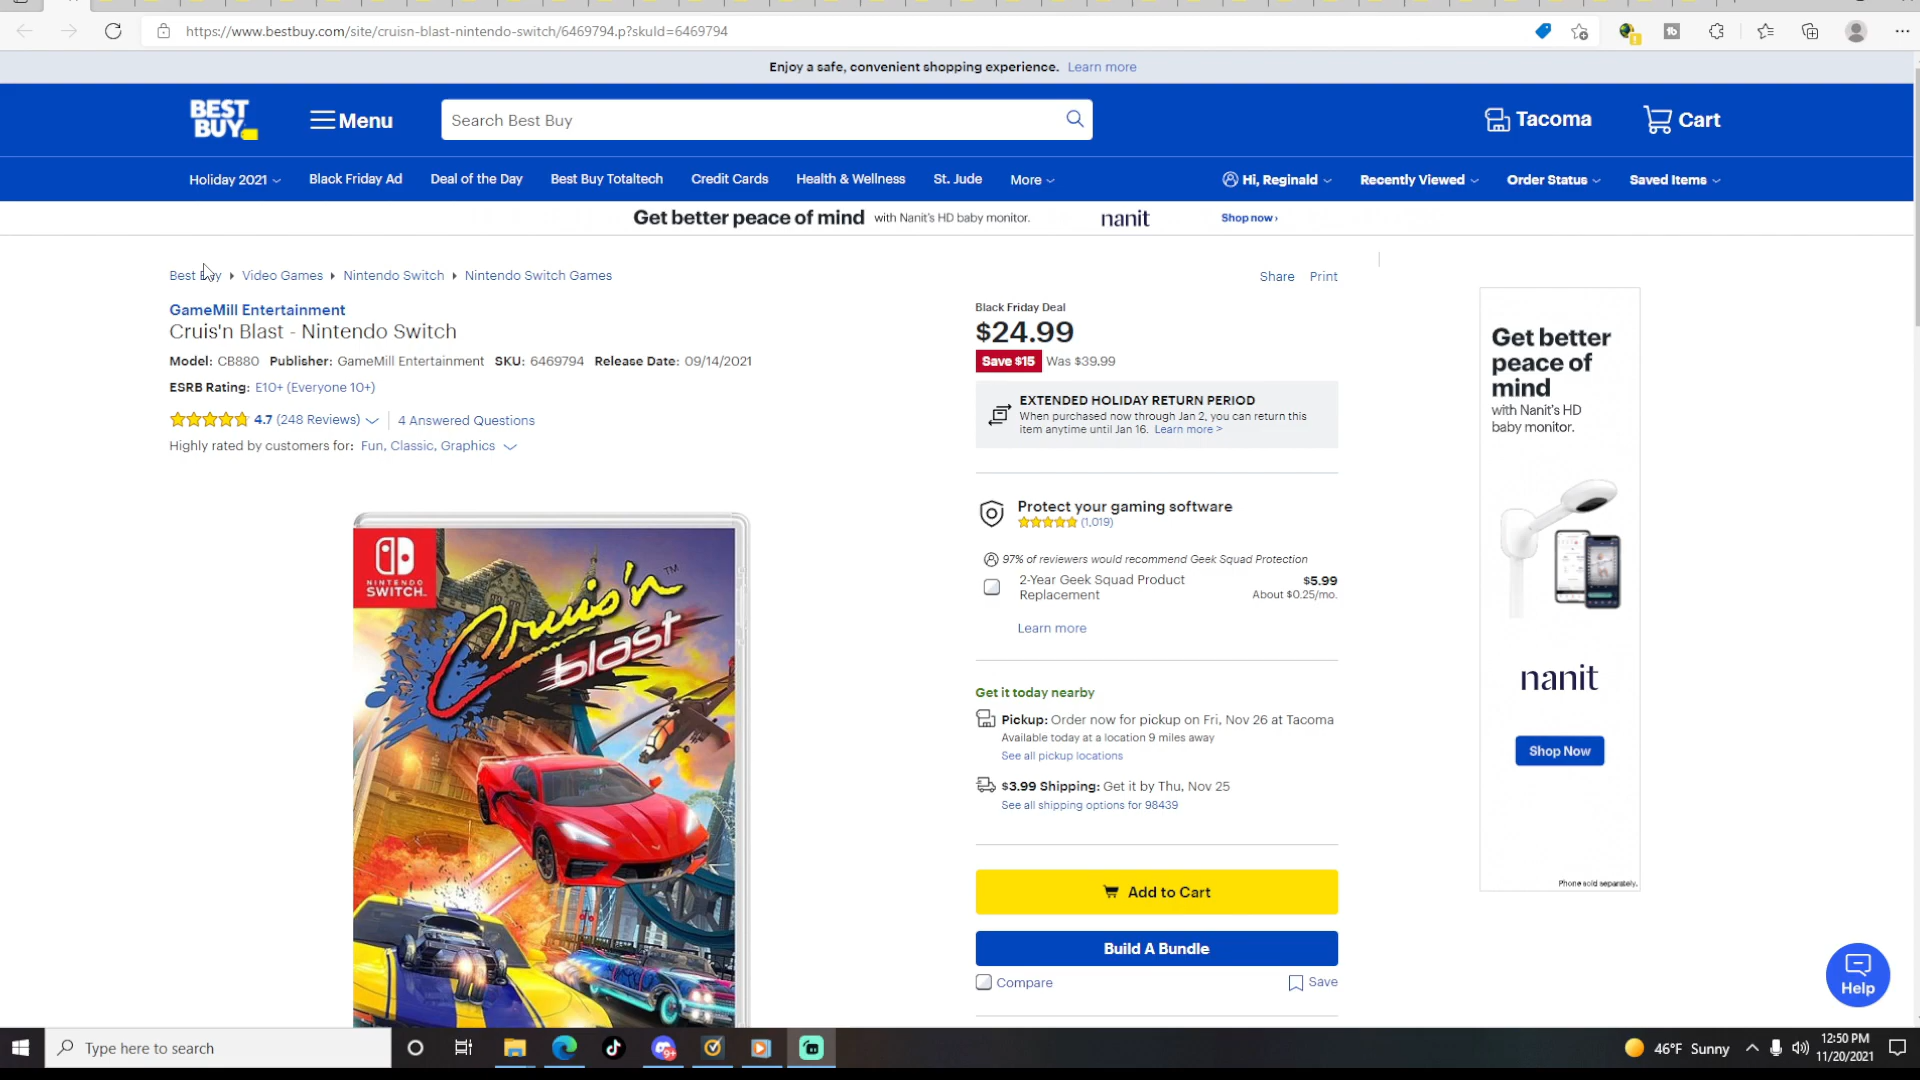 https://www.bestbuy.com/site/cruisn-blast-nintendo-switch/6469794.p?skuId=6469794
Enjoy a safe, convenient shopping experience. Learn more
BEST BUY
Menu
Search Best Buy
Tacoma
Cart
Holiday 2021
Black Friday Ad
Deal of the Day
Best Buy Totaltech
Credit Cards
Health & Wellness
St. Jude
More
Hi, Reginald
Recently Viewed
Order Status
Saved Items
Get better peace of mind with Nanit's HD baby monitor. nanit Shop now ›
Best Buy Video Games Nintendo Switch Nintendo Switch Games
Share Print
GameMill Entertainment
Cruis'n Blast - Nintendo Switch
Model: CB880 Publisher: GameMill Entertainment SKU: 6469794 Release Date: 09/14/2021
ESRB Rating: E10+ (Everyone 10+)
4.7 (248 Reviews) 4 Answered Questions
Highly rated by customers for: Fun, Classic, Graphics
NINTENDO
SWITCH™
Cruis'n™
blast
Black Friday Deal
$24.99
Save $15 Was $39.99
EXTENDED HOLIDAY RETURN PERIOD
When purchased now through Jan 2, you can return this
item anytime until Jan 16. Learn more >
Protect your gaming software
(1,019)
97% of reviewers would recommend Geek Squad Protection
2-Year Geek Squad Product $5.99
Replacement About $0.25/mo.
Learn more
Get it today nearby
Pickup: Order now for pickup on Fri, Nov 26 at Tacoma
Available today at a location 9 miles away
See all pickup locations
$3.99 Shipping: Get it by Thu, Nov 25
See all shipping options for 98439
Add to Cart
Build A Bundle
Compare Save
Get better
peace of
mind
with Nanit's HD
baby monitor.
nanit
Shop Now
Phone sold separately.
Help
Type here to search
9+
46°F Sunny
12:50 PM
11/20/2021